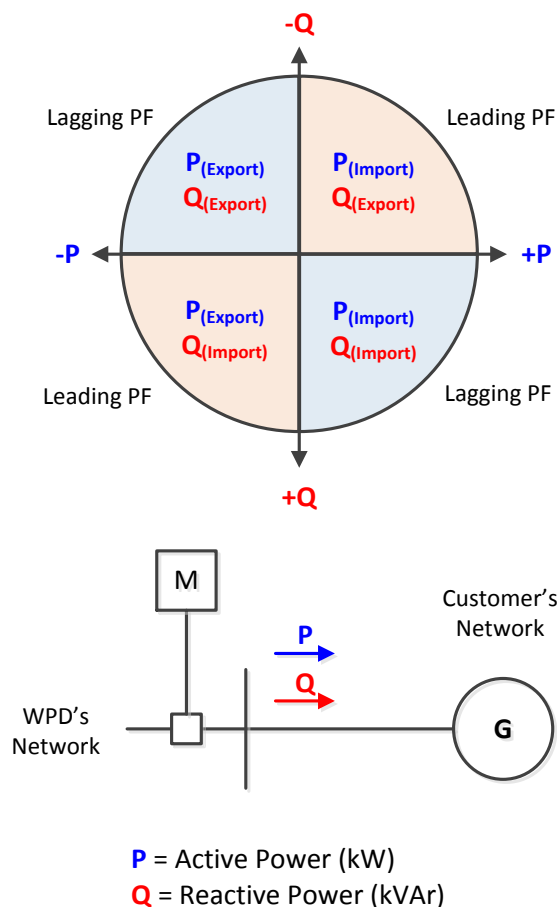 -Q
Lagging PF
Leading PF
P(Export)
Q(Export)
P(Import)
Q(Export)
-P
+P
P(Export)
Q(Import)
P(Import)
Q(Import)
Leading PF
Lagging PF
+Q
M
Customer's
Network
P
Q
WPD's
Network
G
P = Active Power (kW)
Q = Reactive Power (kVAr)